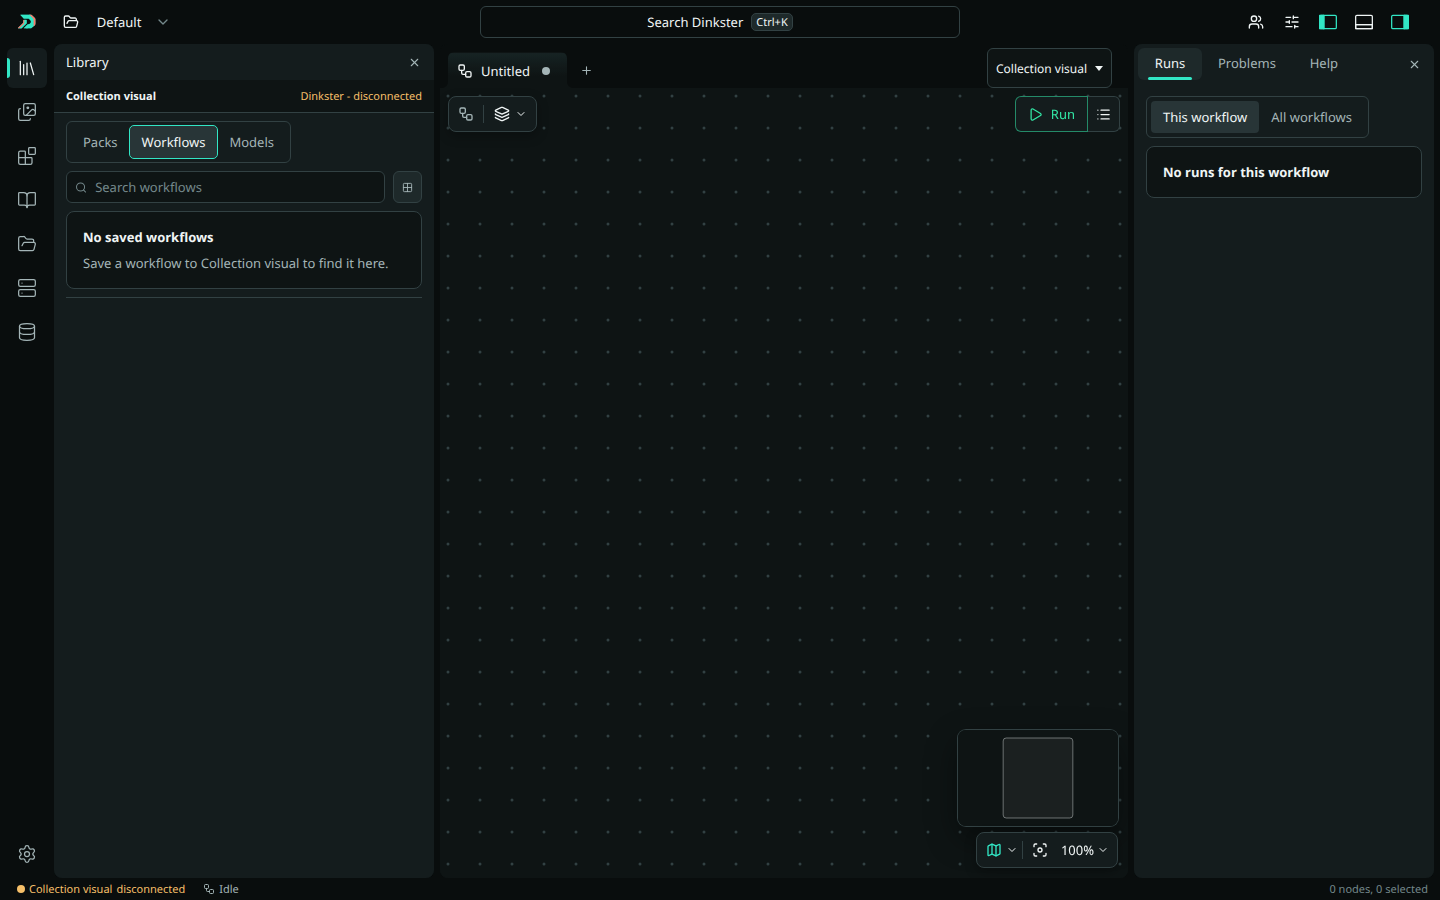 Default
Search Dinkster Ctrl+K
Library
Collection visual
Dinkster - disconnected
Packs
Workflows
Models
Search workflows
No saved workflows
Save a workflow to Collection visual to find it here.
Untitled
Collection visual
Run
100%
Runs
Problems
Help
This workflow
All workflows
No runs for this workflow
Collection visual disconnected
Idle
0 nodes, 0 selected